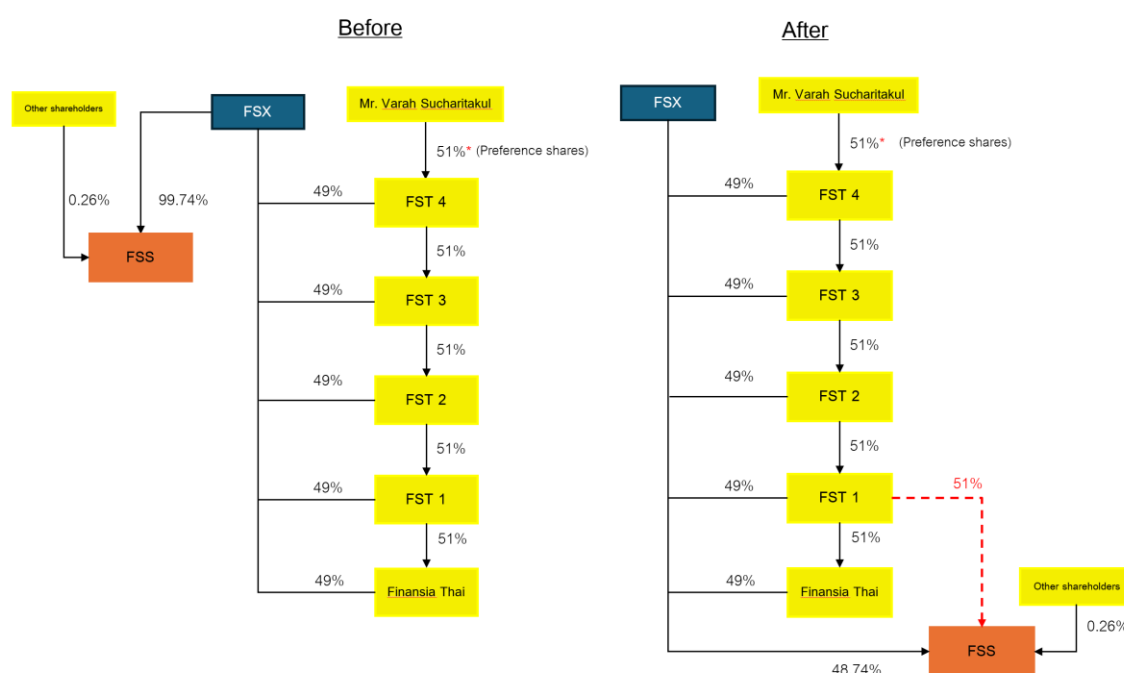 Before
Other shareholders
FSX
Mr. Varah Sucharitakul
51%* (Preference shares)
0.26%
99.74%
49%
FST 4
FSS
51%
49%
FST 3
51%
49%
FST 2
51%
49%
FST 1
51%
49%
Finansia Thai
After
FSX
Mr. Varah Sucharitakul
51%* (Preference shares)
49%
FST 4
51%
49%
FST 3
51%
49%
FST 2
51%
49%
FST 1
51%
51%
49%
Finansia Thai
Other shareholders
0.26%
FSS
48.74%